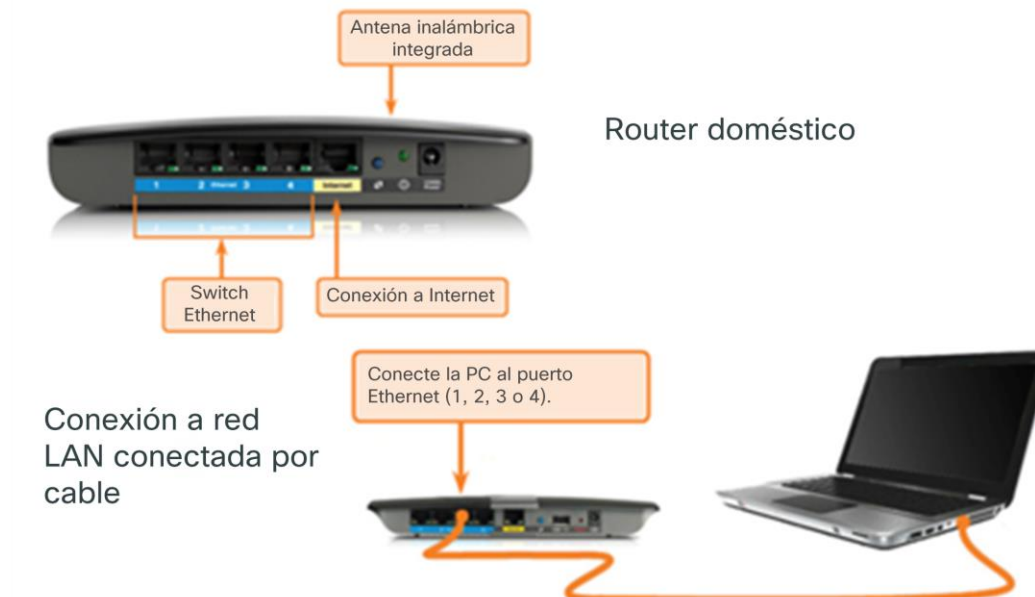 Antena inalámbrica
integrada
Router doméstico
1 2 Ethernet 3 4 Internet
Switch
Ethernet
Conexión a Internet
Conecte la PC al puerto
Ethernet (1, 2, 3 o 4).
Conexión a red
LAN conectada por
cable